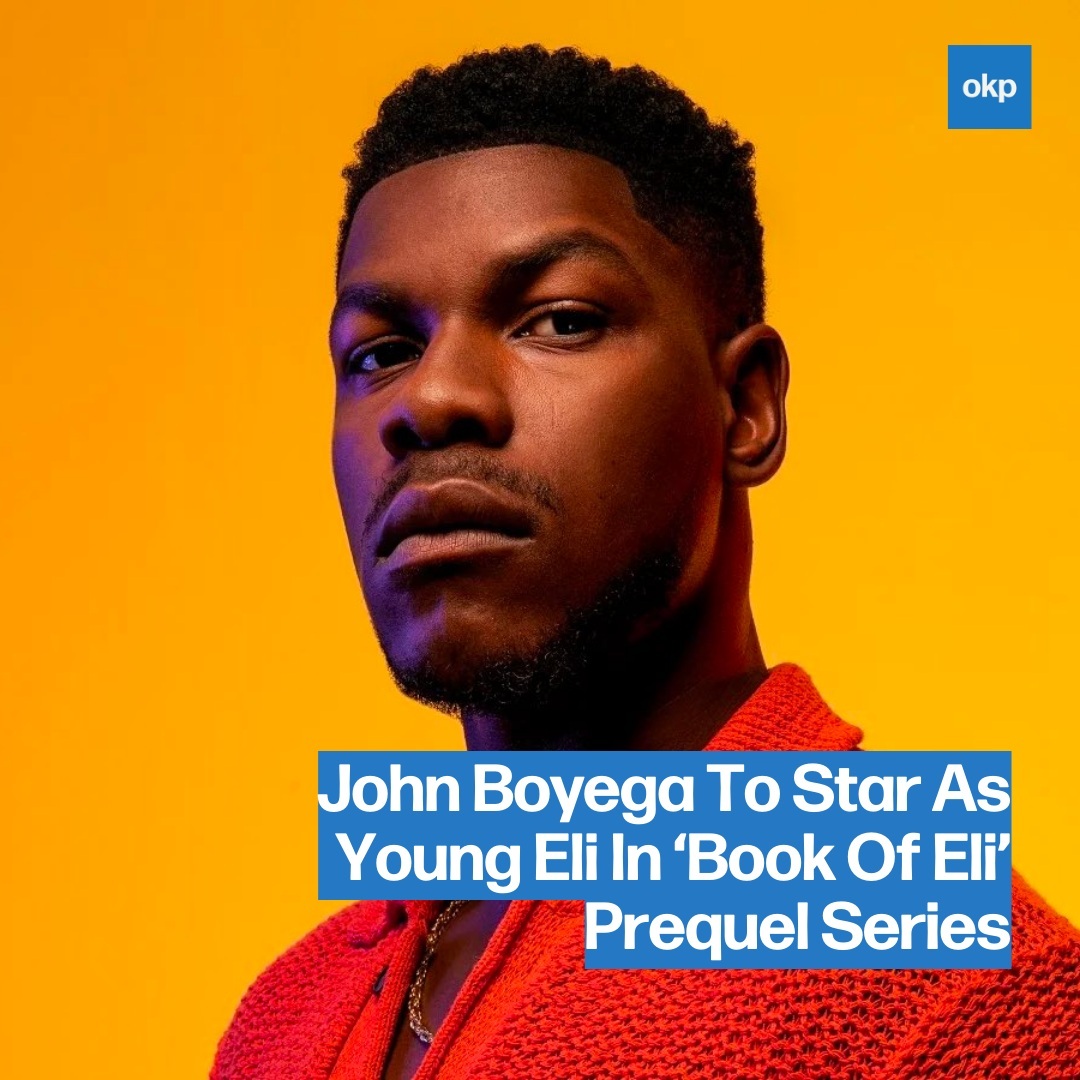 okp
John Boyega To Star As
Young Eli In ‘Book Of Eli’
Prequel Series